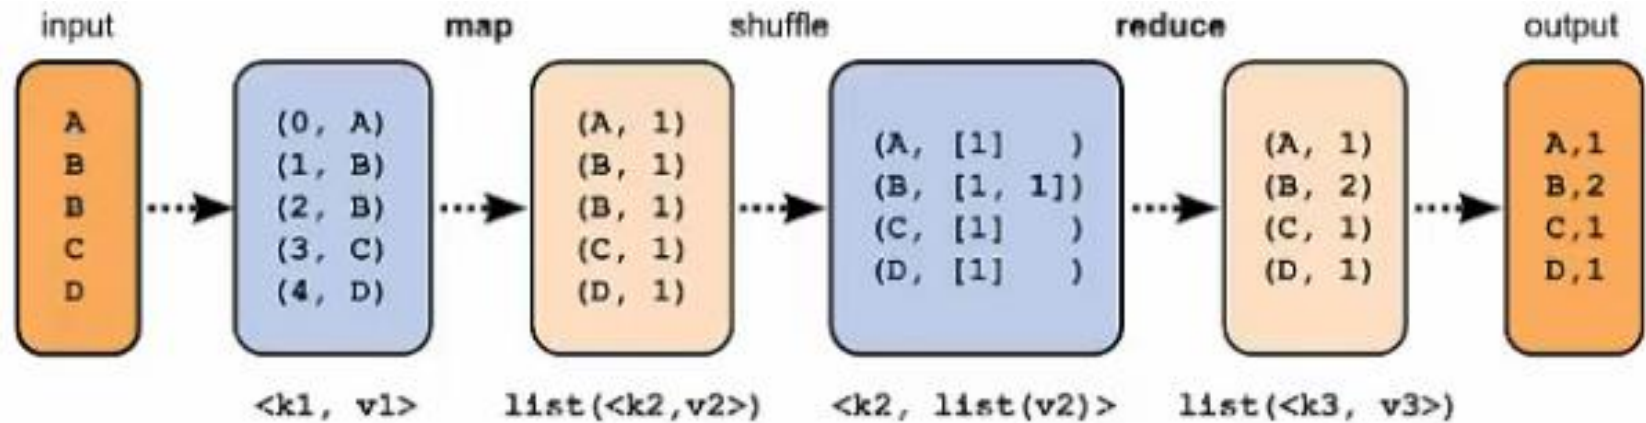 input map shuffle reduce output
A
B
B
C
D
(0, A)
(1, B)
(2, B)
(3, C)
(4, D)
(A, 1)
(B, 1)
(B, 1)
(C, 1)
(D, 1)
(A, [1] )
(B, [1, 1])
(C, [1] )
(D, [1] )
(A, 1)
(B, 2)
(C, 1)
(D, 1)
A,1
B,2
C,1
D,1
<k1, v1> list(<k2,v2>) <k2, list(v2)> list(<k3, v3>)